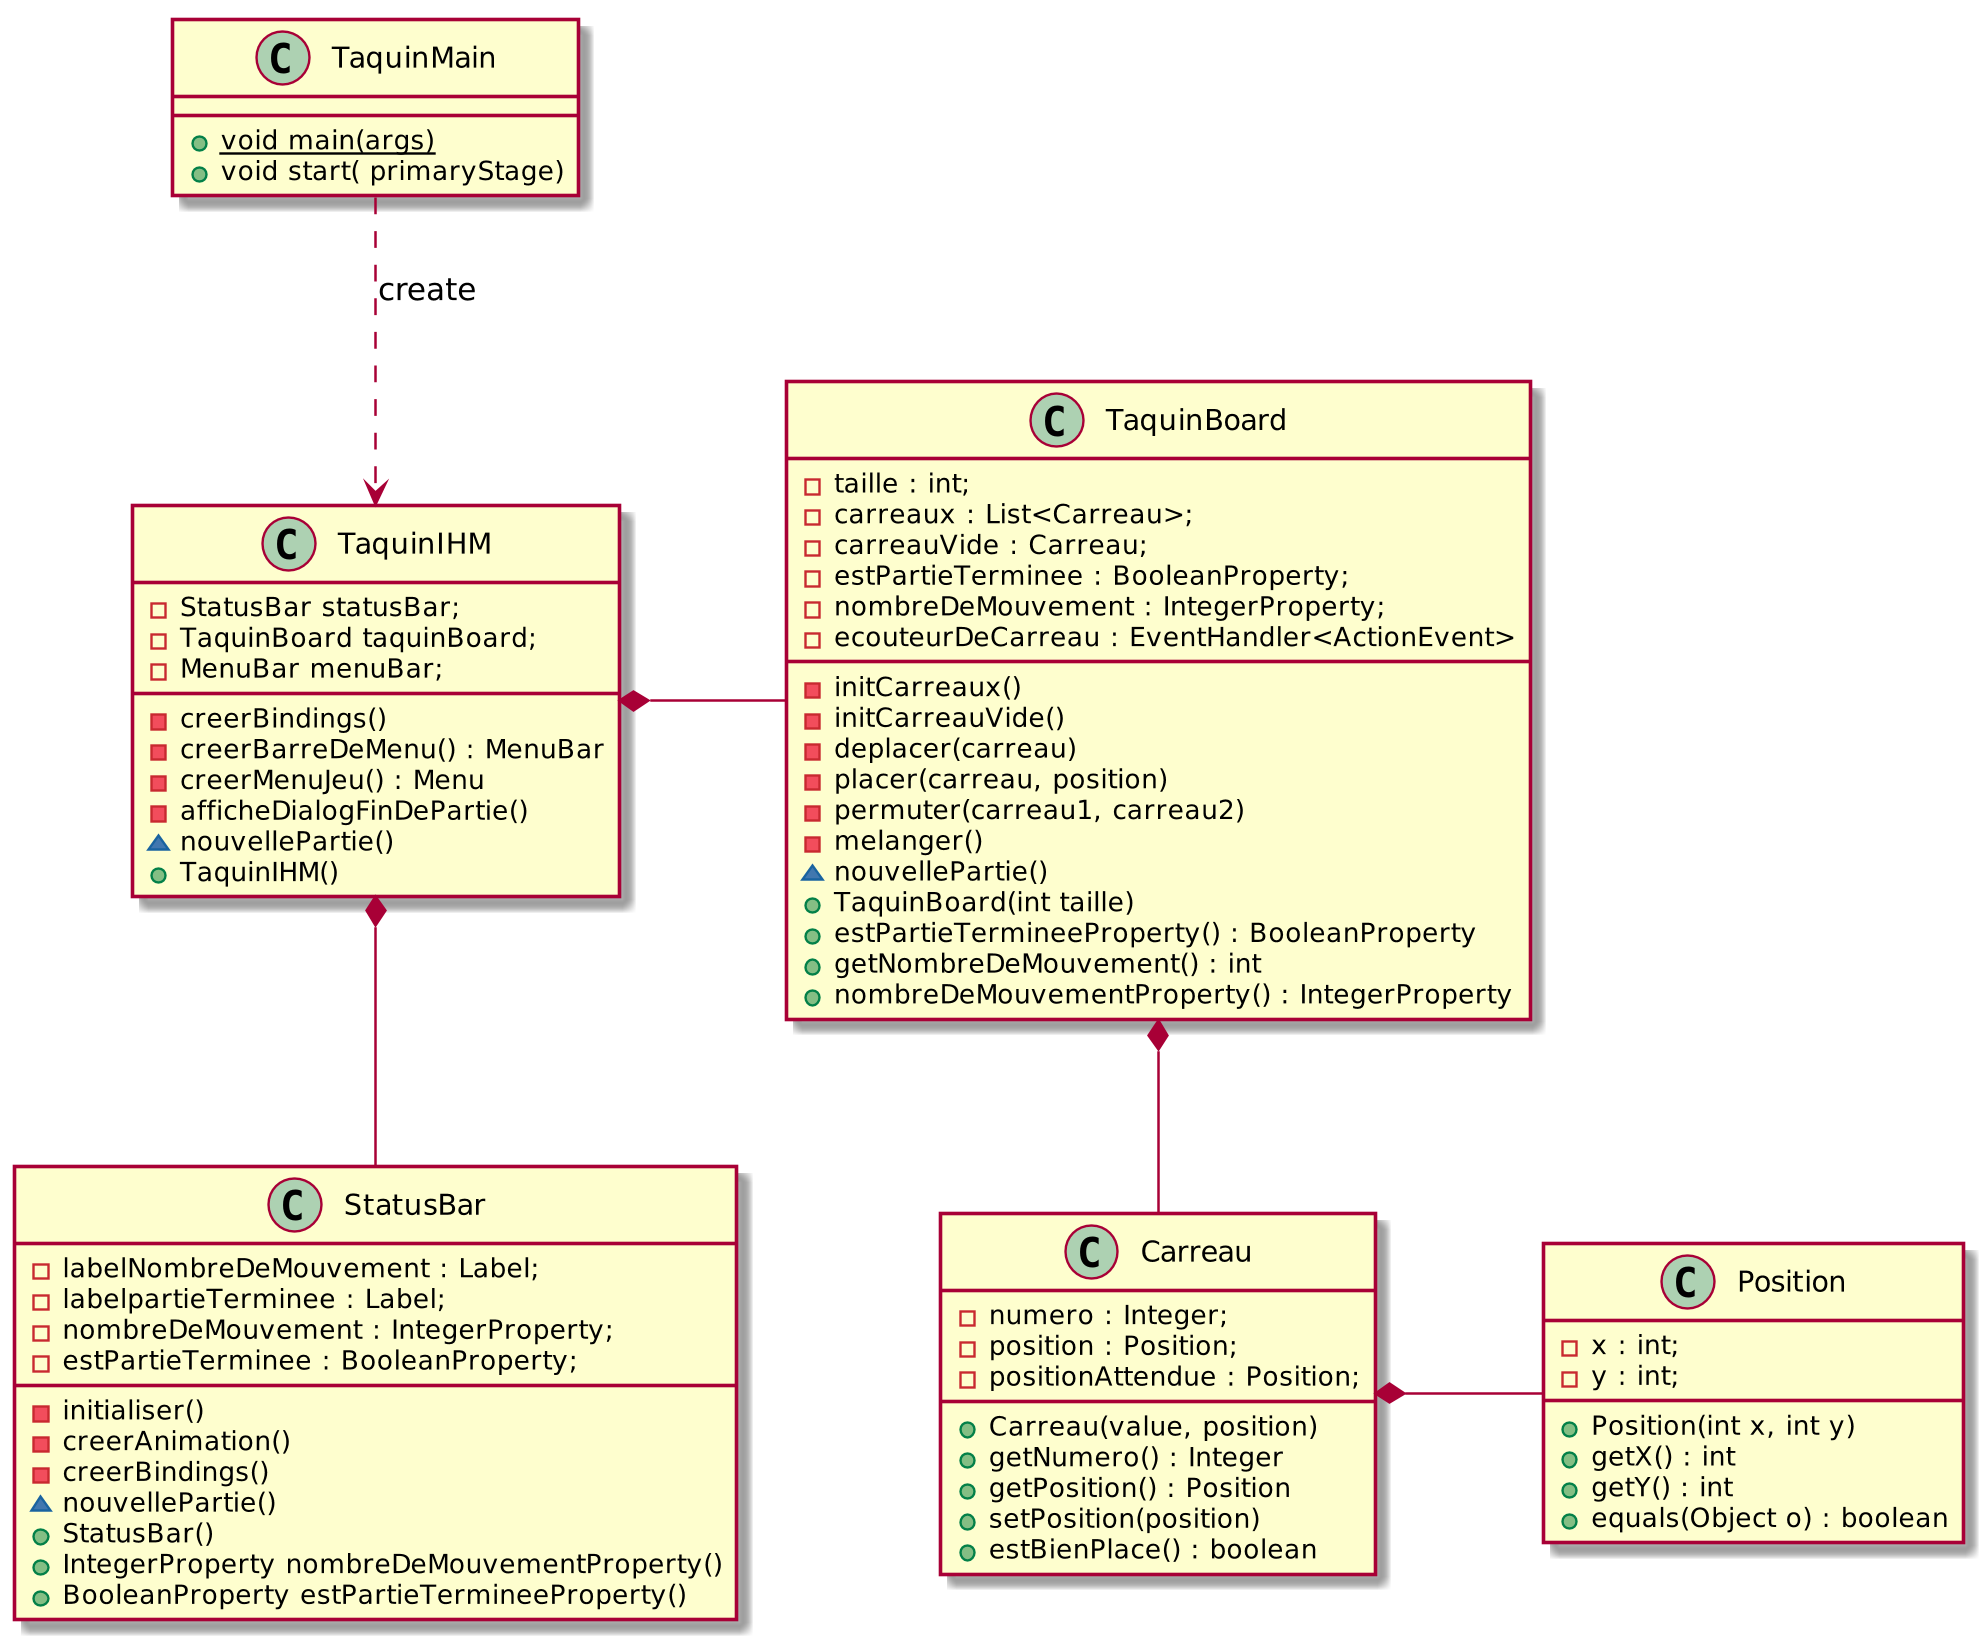 C TaquinMain
void main(args)
void start( primaryStage)
create
C TaquinIHM
StatusBar statusBar;
TaquinBoard taquinBoard;
MenuBar menuBar;
creerBindings()
creerBarreDeMenu() : MenuBar
creerMenuJeu() : Menu
afficheDialogFinDePartie()
nouvellePartie()
TaquinIHM()
C TaquinBoard
taille : int;
carreaux : List<Carreau>;
carreauVide : Carreau;
estPartieTerminee : BooleanProperty;
nombreDeMouvement : IntegerProperty;
ecouteurDeCarreau : EventHandler<ActionEvent>
initCarreaux()
initCarreauVide()
deplacer(carreau)
placer(carreau, position)
permuter(carreau1, carreau2)
melanger()
nouvellePartie()
TaquinBoard(int taille)
estPartieTermineeProperty() : BooleanProperty
getNombreDeMouvement() : int
nombreDeMouvementProperty() : IntegerProperty
C StatusBar
labelNombreDeMouvement : Label;
labelpartieTerminee : Label;
nombreDeMouvement : IntegerProperty;
estPartieTerminee : BooleanProperty;
initialiser()
creerAnimation()
creerBindings()
nouvellePartie()
StatusBar()
IntegerProperty nombreDeMouvementProperty()
BooleanProperty estPartieTermineeProperty()
C Carreau
numero : Integer;
position : Position;
positionAttendue : Position;
Carreau(value, position)
getNumero() : Integer
getPosition() : Position
setPosition(position)
estBienPlace() : boolean
C Position
x : int;
y : int;
Position(int x, int y)
getX() : int
getY() : int
equals(Object o) : boolean